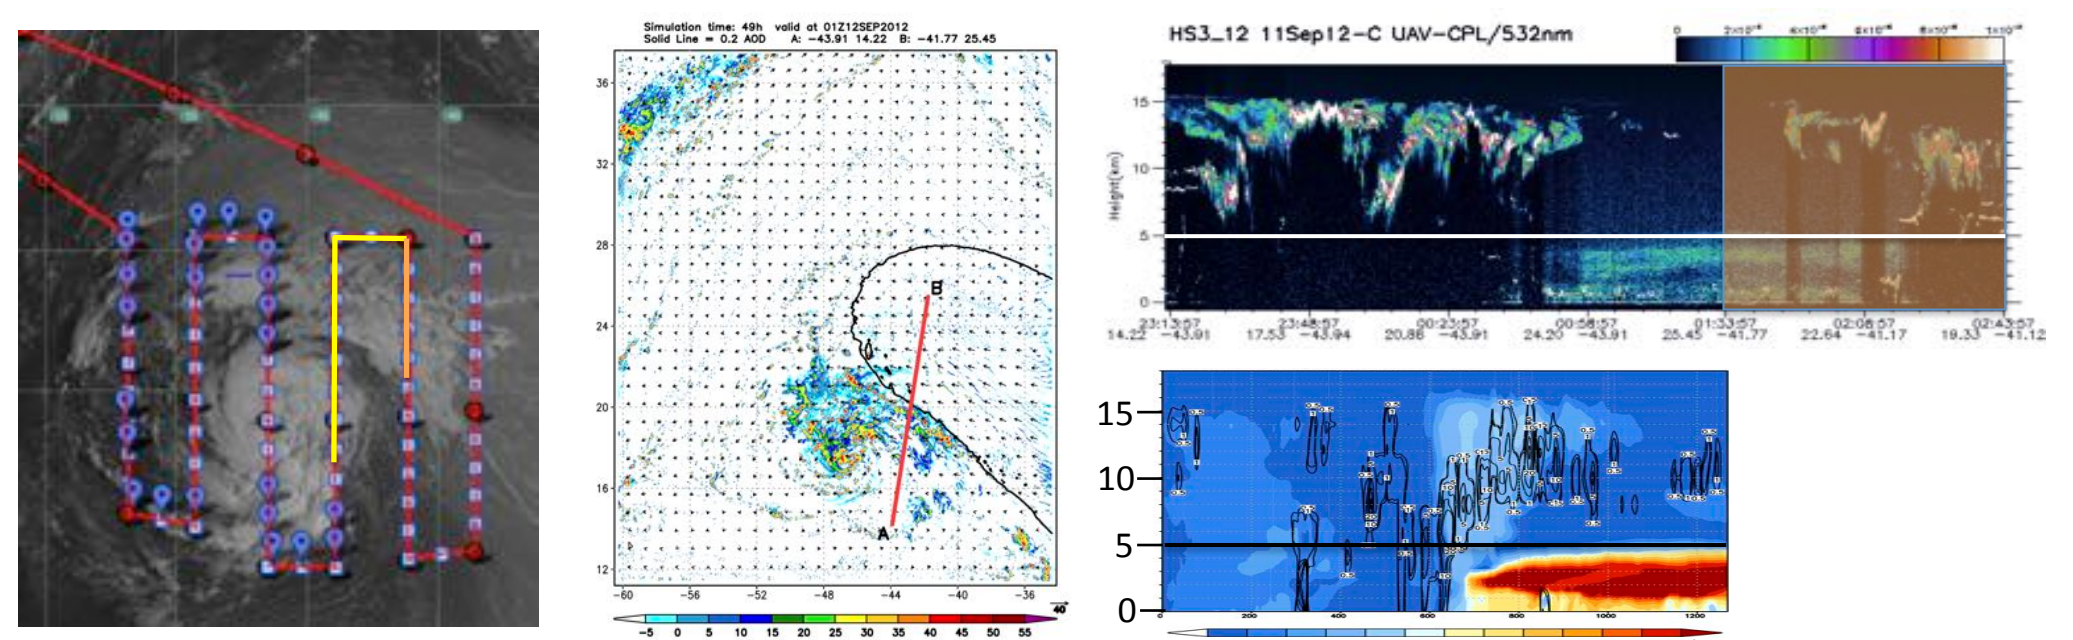 Simulation time: 49h valid at 01Z12SEP2012
Solid Line = 0.2 AOD A: -43.91 14.22 B: -41.77 25.45
36
32
28
24
20
16
12
-60 -56 -52 -48 -44 -40 -36
B
A
40
-5 0 5 10 15 20 25 30 35 40 45 50 55
HS3_12 11Sep12-C UAV-CPL/532nm
0
Height(km)
15
10
5
0
23:13:57 23:48:57 00:23:57 00:58:57 01:33:57 02:08:57 02:43:57
14.22 -43.91 17.53 -43.94 20.86 -43.91 24.20 -43.91 25.45 -41.77 22.64 -41.17 19.33 -41.12
15
10
5
0
0 200 400 600 800 1000 1200